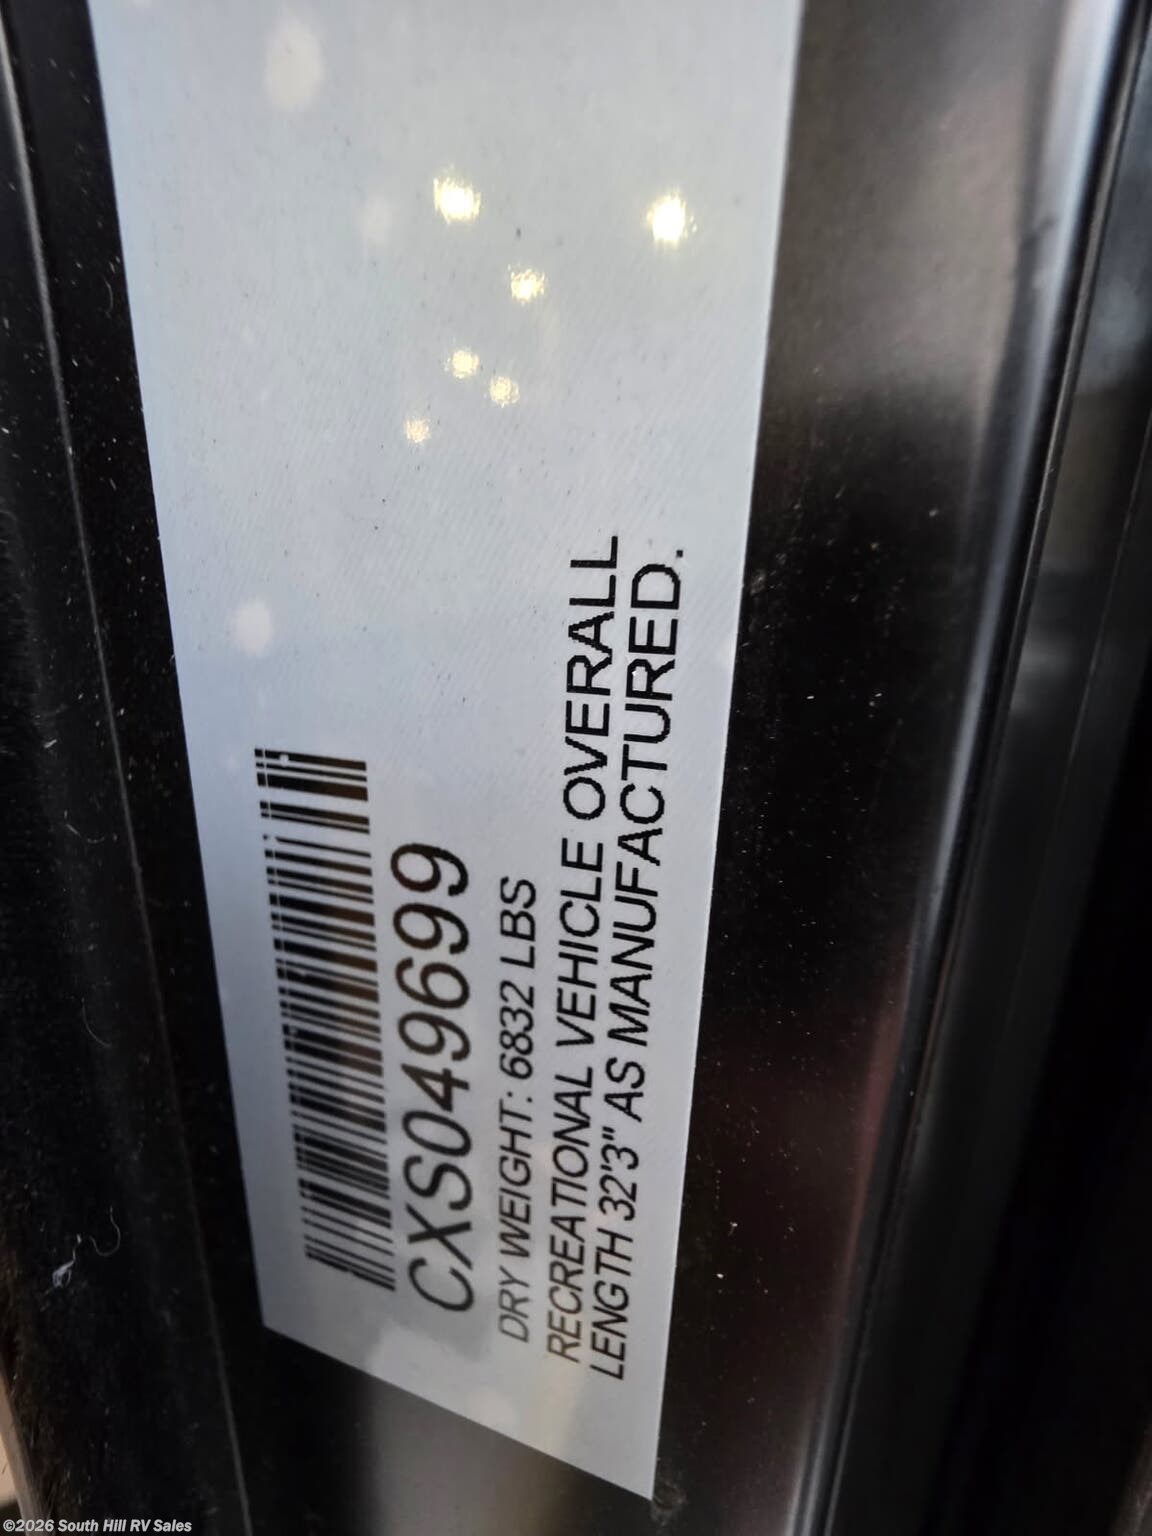 CXS049699
DRY WEIGHT: 6832 LBS
RECREATIONAL VEHICLE OVERALL
LENGTH 32'3" AS MANUFACTURED.
©2026 South Hill RV Sales